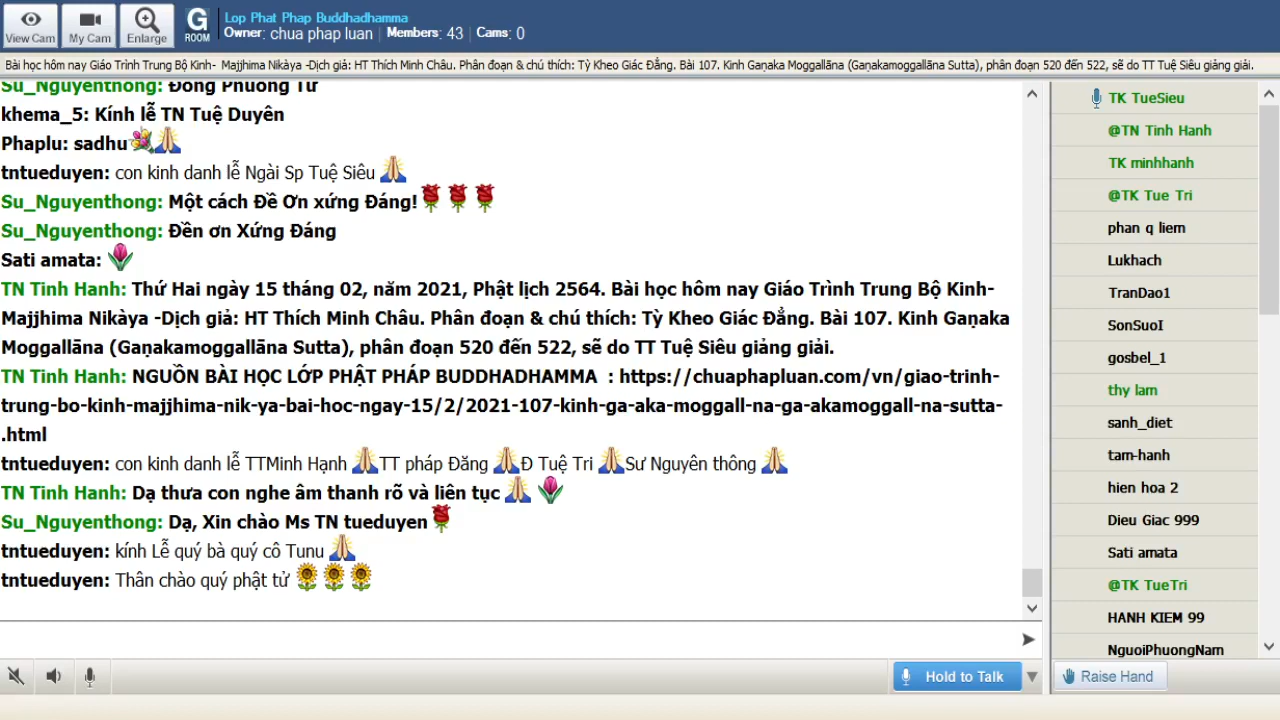 View Cam
My Cam
Enlarge
G
ROOM
Lop Phat Phap Buddhadhamma
Owner: chua phap luan | Members: 43 | Cams: 0
Bài học hôm nay Giáo Trình Trung Bộ Kinh- Majjhima Nikàya -Dịch giả: HT Thích Minh Châu. Phân đoạn & chú thích: Tỳ Kheo Giác Đẳng. Bài 107. Kinh Gaṇaka Moggallāna (Gaṇakamoggallāna Sutta), phân đoạn 520 đến 522, sẽ do TT Tuệ Siêu giảng giải.
Su_Nguyenthong: Đông Phương Tư
khema_5: Kính lễ TN Tuệ Duyên
Phaplu: sadhu
tntueduyen: con kinh danh lễ Ngài Sp Tuệ Siêu
Su_Nguyenthong: Một cách Đề Ơn xứng Đáng!
Su_Nguyenthong: Đền ơn Xứng Đáng
Sati amata:
TN Tinh Hanh: Thứ Hai ngày 15 tháng 02, năm 2021, Phật lịch 2564. Bài học hôm nay Giáo Trình Trung Bộ Kinh-
Majjhima Nikàya -Dịch giả: HT Thích Minh Châu. Phân đoạn & chú thích: Tỳ Kheo Giác Đẳng. Bài 107. Kinh Gaṇaka
Moggallāna (Gaṇakamoggallāna Sutta), phân đoạn 520 đến 522, sẽ do TT Tuệ Siêu giảng giải.
TN Tinh Hanh: NGUỒN BÀI HỌC LỚP PHẬT PHÁP BUDDHADHAMMA : https://chuaphapluan.com/vn/giao-trinh-
trung-bo-kinh-majjhima-nik-ya-bai-hoc-ngay-15/2/2021-107-kinh-ga-aka-moggall-na-ga-akamoggall-na-sutta-
.html
tntueduyen: con kinh danh lễ TTMinh Hạnh TT pháp Đăng Đ Tuệ Tri Sư Nguyên thông
TN Tinh Hanh: Dạ thưa con nghe âm thanh rõ và liên tục
Su_Nguyenthong: Dạ, Xin chào Ms TN tueduyen
tntueduyen: kính Lễ quý bà quý cô Tunu
tntueduyen: Thân chào quý phật tử
Hold to Talk
TK TueSieu
@TN Tinh Hanh
TK minhhanh
@TK Tue Tri
phan q liem
Lukhach
TranDao1
SonSuoI
gosbel_1
thy lam
sanh_diet
tam-hanh
hien hoa 2
Dieu Giac 999
Sati amata
@TK TueTri
HANH KIEM 99
NguoiPhuongNam
Raise Hand